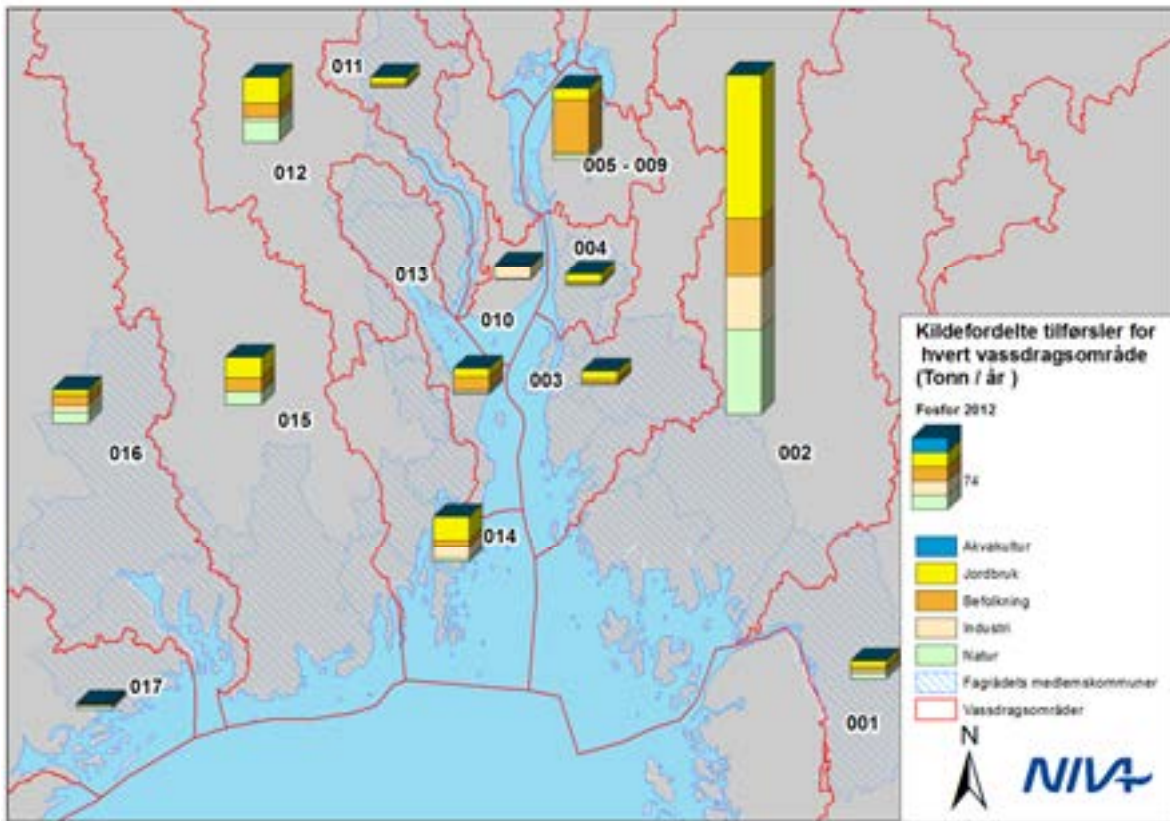 011
005 - 009
012
004
013
010
003
015
002
016
014
017
001
Kildefordelte tilførsler for
hvert vassdragsområde
(Tonn / år )
Fosfor 2012
74
Akvakultur
Jordbruk
Befolkning
Industri
Natur
Fagrådets medlemskommuner
Vassdragsområder
N
NIVA